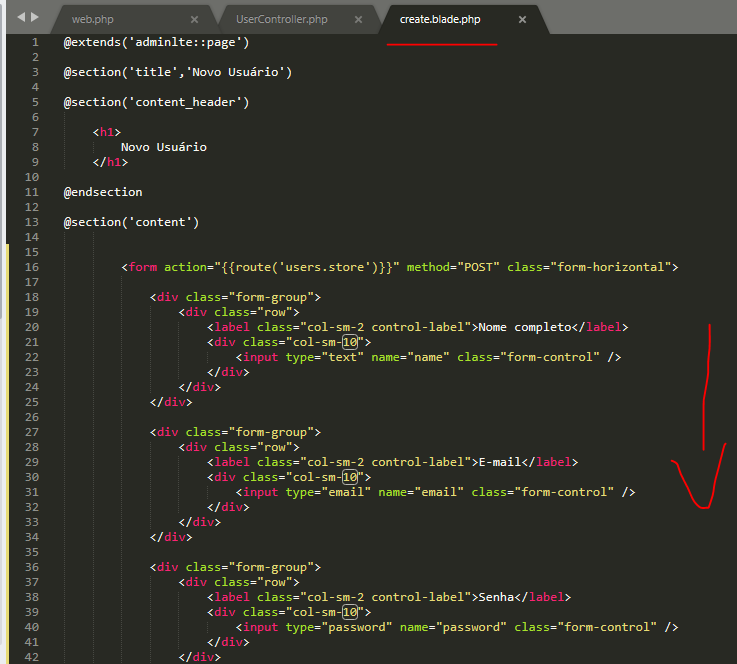 web.php × UserController.php × create.blade.php ×
1 @extends('adminlte::page')
2
3 @section('title','Novo Usuário')
4
5 @section('content_header')
6
7 <h1>
8 Novo Usuário
9 </h1>
10
11 @endsection
12
13 @section('content')
14
15
16 <form action="{{route('users.store')}}" method="POST" class="form-horizontal">
17
18 <div class="form-group">
19 <div class="row">
20 <label class="col-sm-2 control-label">Nome completo</label>
21 <div class="col-sm-10">
22 <input type="text" name="name" class="form-control" />
23 </div>
24 </div>
25 </div>
26
27 <div class="form-group">
28 <div class="row">
29 <label class="col-sm-2 control-label">E-mail</label>
30 <div class="col-sm-10">
31 <input type="email" name="email" class="form-control" />
32 </div>
33 </div>
34 </div>
35
36 <div class="form-group">
37 <div class="row">
38 <label class="col-sm-2 control-label">Senha</label>
39 <div class="col-sm-10">
40 <input type="password" name="password" class="form-control" />
41 </div>
42 </div>